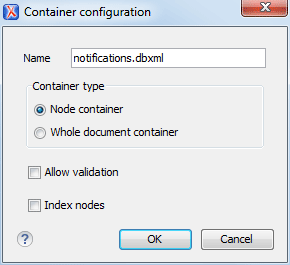 Container configuration
Name notifications.dbxml
Container type
Node container
Whole document container
Allow validation
Index nodes
? OK Cancel